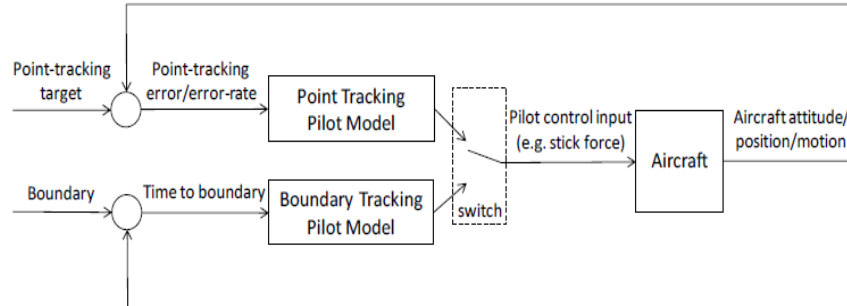 Point-tracking
target
Point-tracking
error/error-rate
Point Tracking
Pilot Model
Pilot control input
(e.g. stick force)
Aircraft
Aircraft attitude/
position/motion
Boundary
Time to boundary
Boundary Tracking
Pilot Model
switch